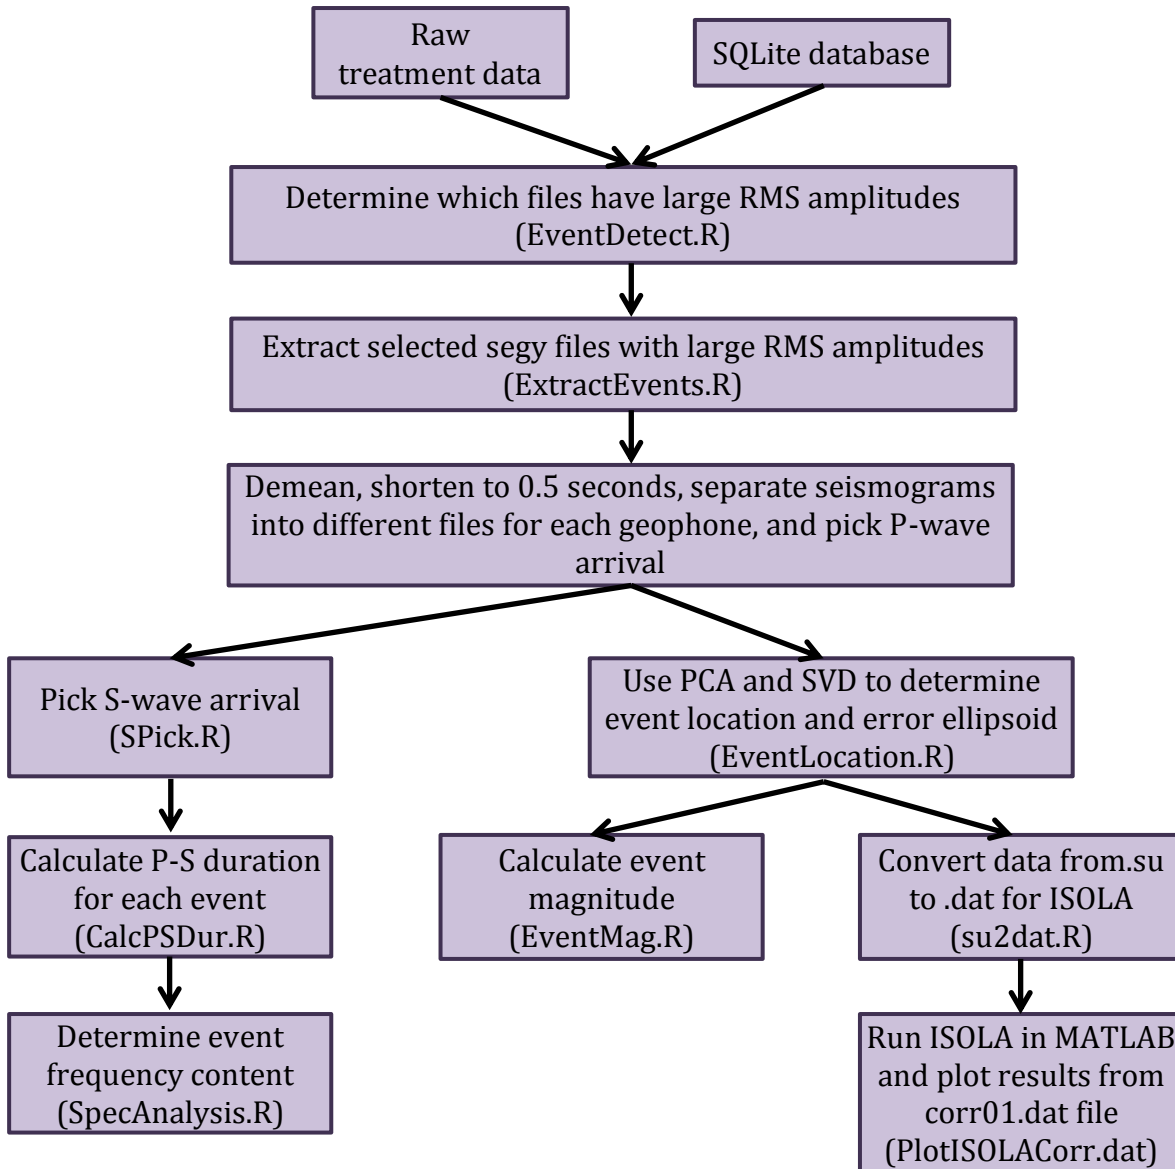 Raw
treatment data
SQLite database
Determine which files have large RMS amplitudes
(EventDetect.R)
Extract selected segy files with large RMS amplitudes
(ExtractEvents.R)
Demean, shorten to 0.5 seconds, separate seismograms
into different files for each geophone, and pick P-wave
arrival
Pick S-wave arrival
(SPick.R)
Use PCA and SVD to determine
event location and error ellipsoid
(EventLocation.R)
Calculate P-S duration
for each event
(CalcPSDur.R)
Calculate event
magnitude
(EventMag.R)
Convert data from.su
to .dat for ISOLA
(su2dat.R)
Determine event
frequency content
(SpecAnalysis.R)
Run ISOLA in MATLAB
and plot results from
corr01.dat file
(PlotISOLACorr.dat)